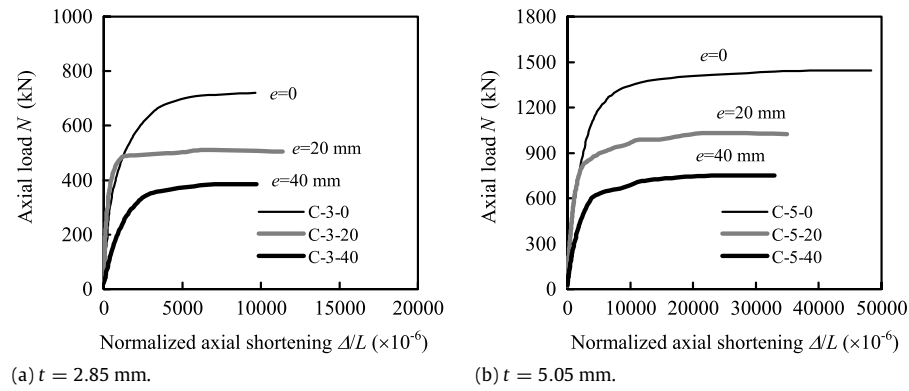 1000
800
600
400
200
0
Axial load N (kN)
e=0
e=20 mm
e=40 mm
C-3-0
C-3-20
C-3-40
0 5000 10000 15000 20000
Normalized axial shortening Δ/L (×10⁻⁶)
(a) t = 2.85 mm.
1800
1500
1200
900
600
300
0
Axial load N (kN)
e=0
e=20 mm
e=40 mm
C-5-0
C-5-20
C-5-40
0 10000 20000 30000 40000 50000
Normalized axial shortening Δ/L (×10⁻⁶)
(b) t = 5.05 mm.